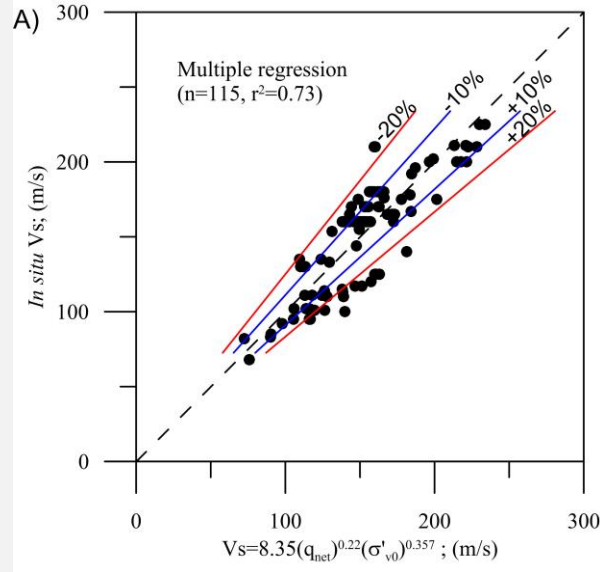 A)
300
Multiple regression
(n=115, r²=0.73)
-20%
-10%
+10%
+20%
200
In situ Vs; (m/s)
100
0
0 100 200 300
Vs=8.35(qnet)^0.22(σ'v0)^0.357 ; (m/s)